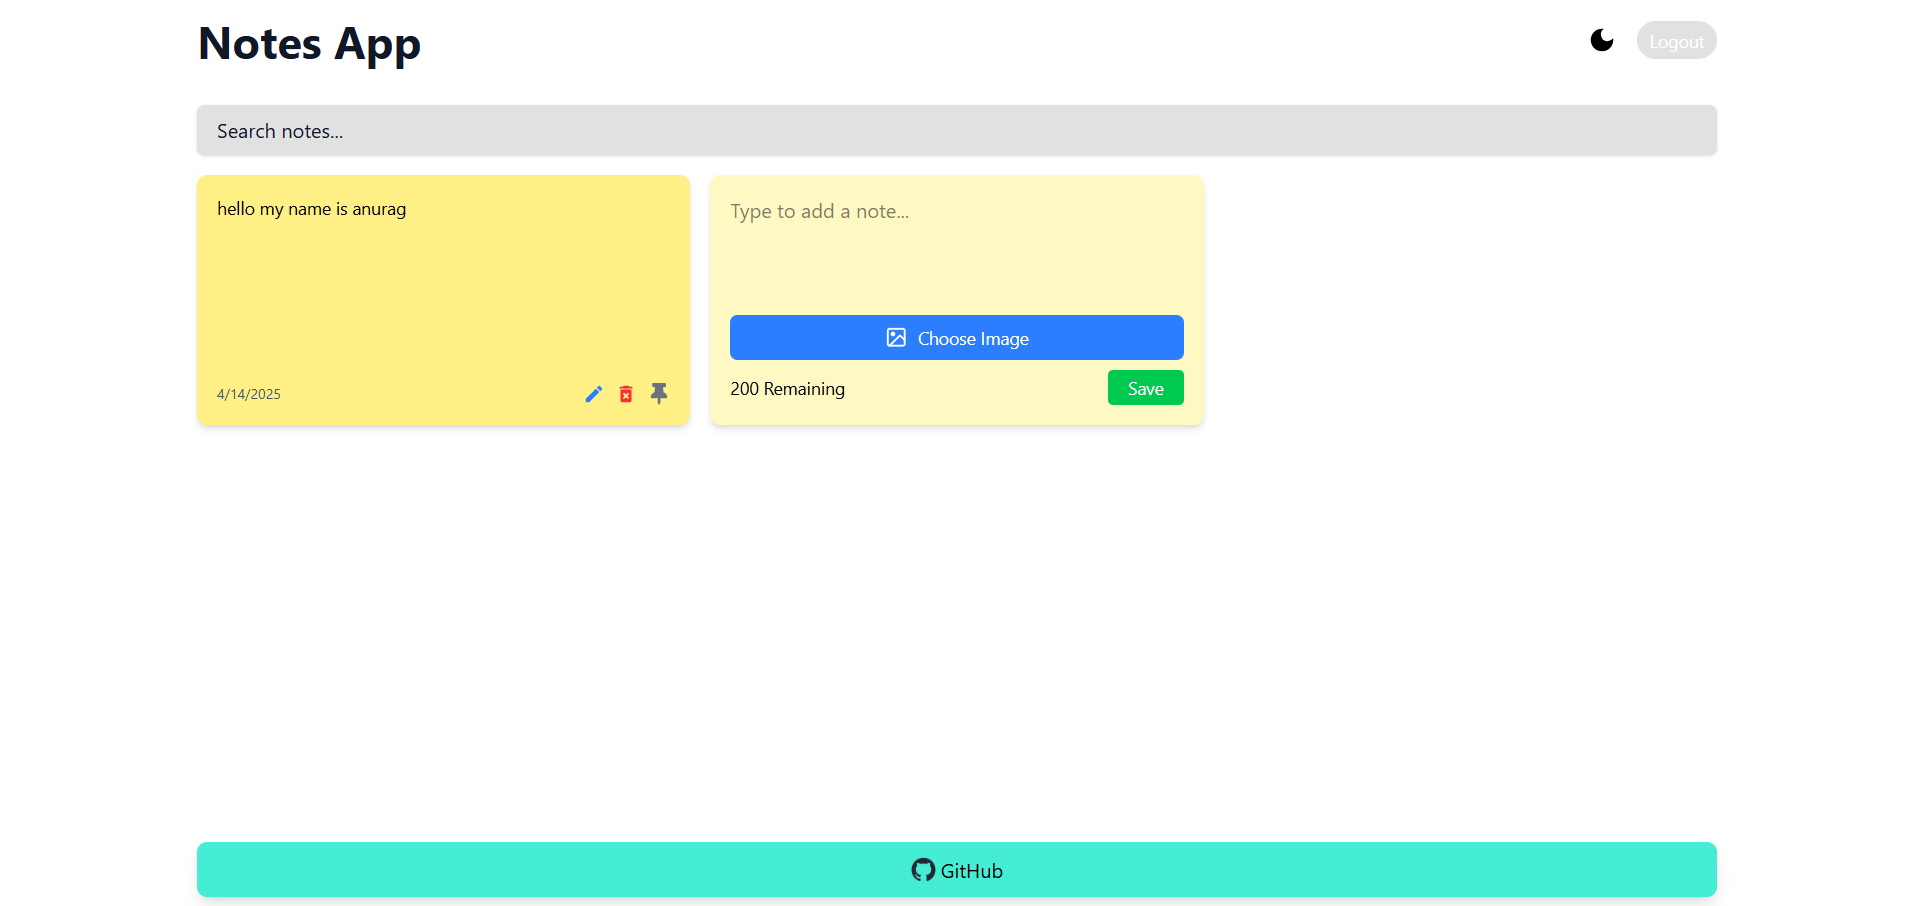 Notes App
Logout
Search notes...
hello my name is anurag
4/14/2025
Type to add a note...
Choose Image
200 Remaining
Save
GitHub